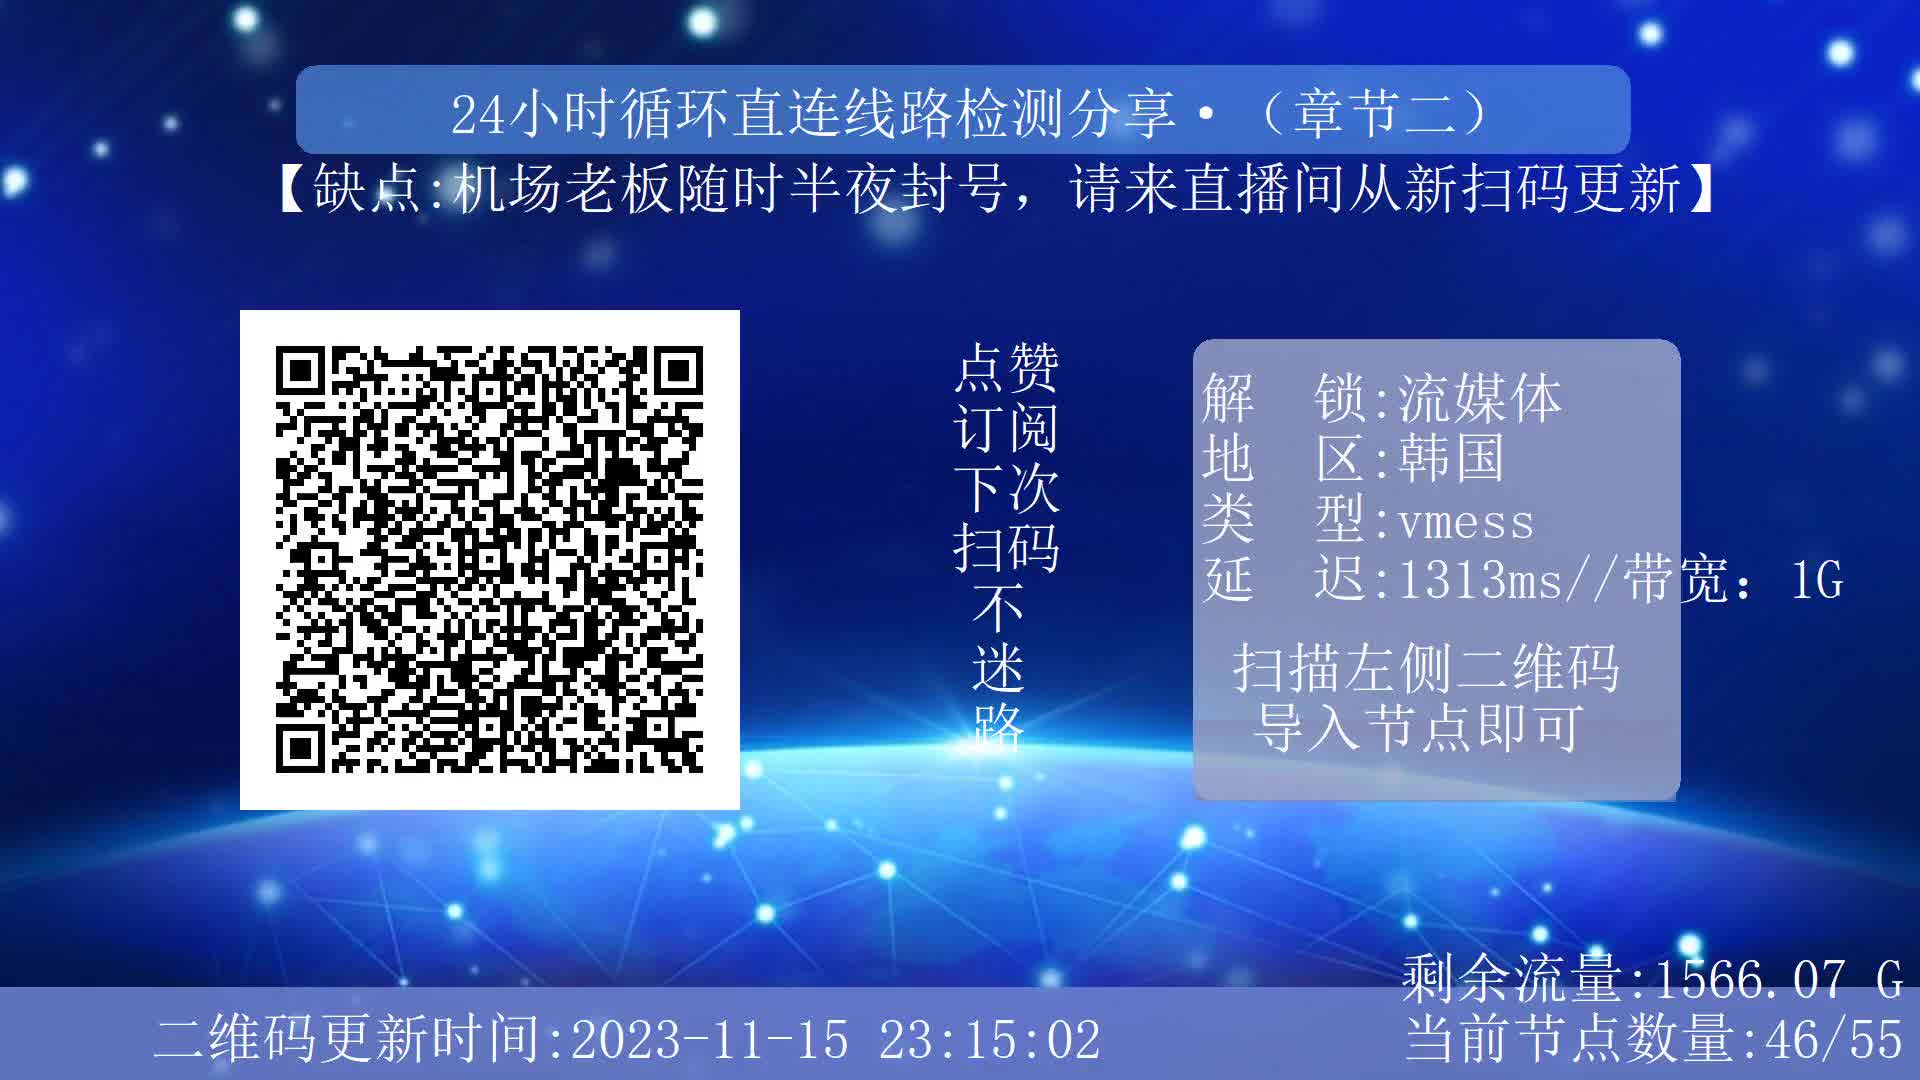 24小时循环直连线路检测分享·（章节二）
【缺点:机场老板随时半夜封号，请来直播间从新扫码更新】
点赞
订阅
下次
扫码
不
迷
路
解 锁:流媒体
地 区:韩国
类 型:vmess
延 迟:1313ms//带宽：1G
扫描左侧二维码
导入节点即可
剩余流量:1566.07 G
二维码更新时间:2023-11-15 23:15:02
当前节点数量:46/55